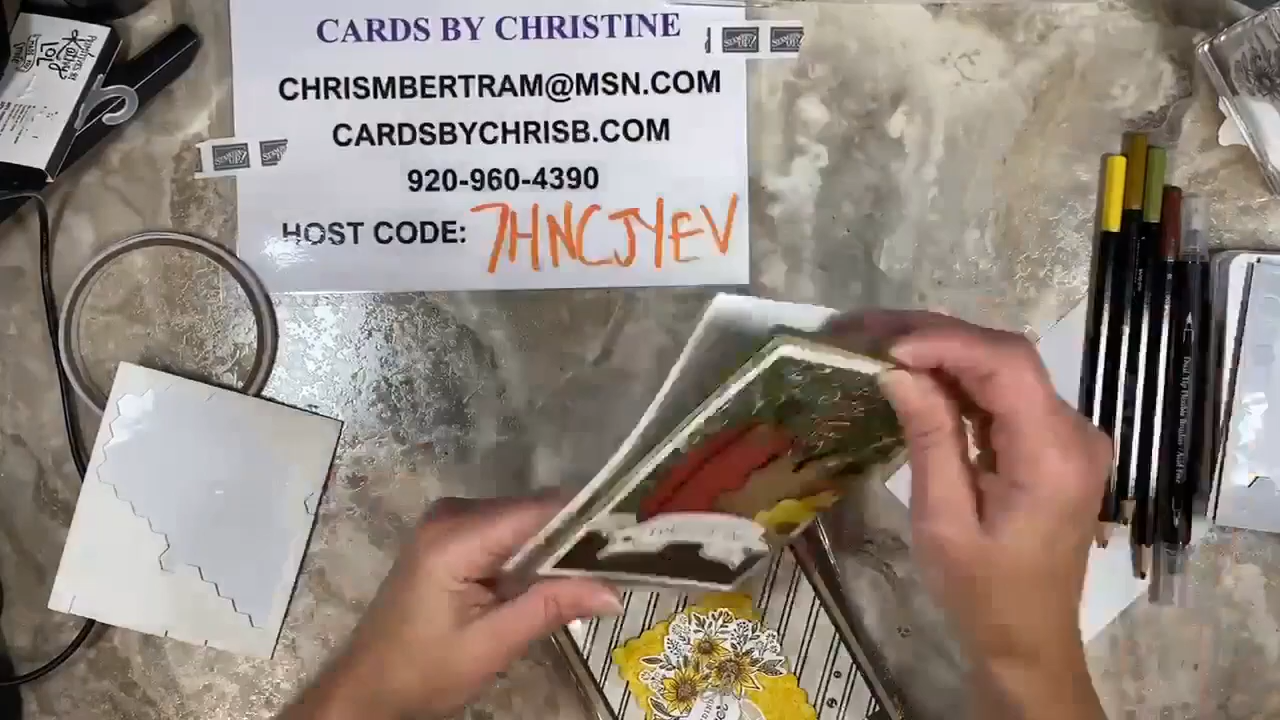 CARDS BY CHRISTINE
CHRISMBERTRAM@MSN.COM
CARDSBYCHRISB.COM
920-960-4390
HOST CODE: 7HNCJYEV